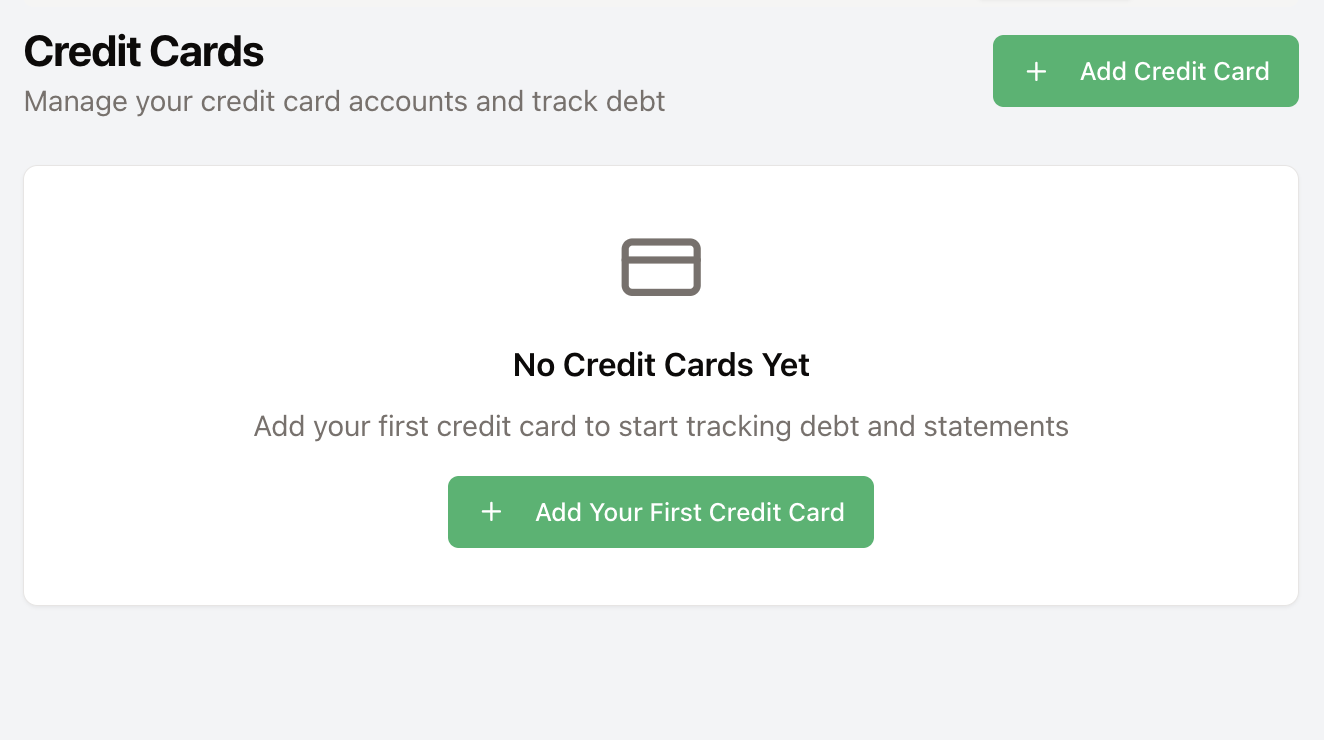 Credit Cards
Manage your credit card accounts and track debt
Add Credit Card
No Credit Cards Yet
Add your first credit card to start tracking debt and statements
Add Your First Credit Card